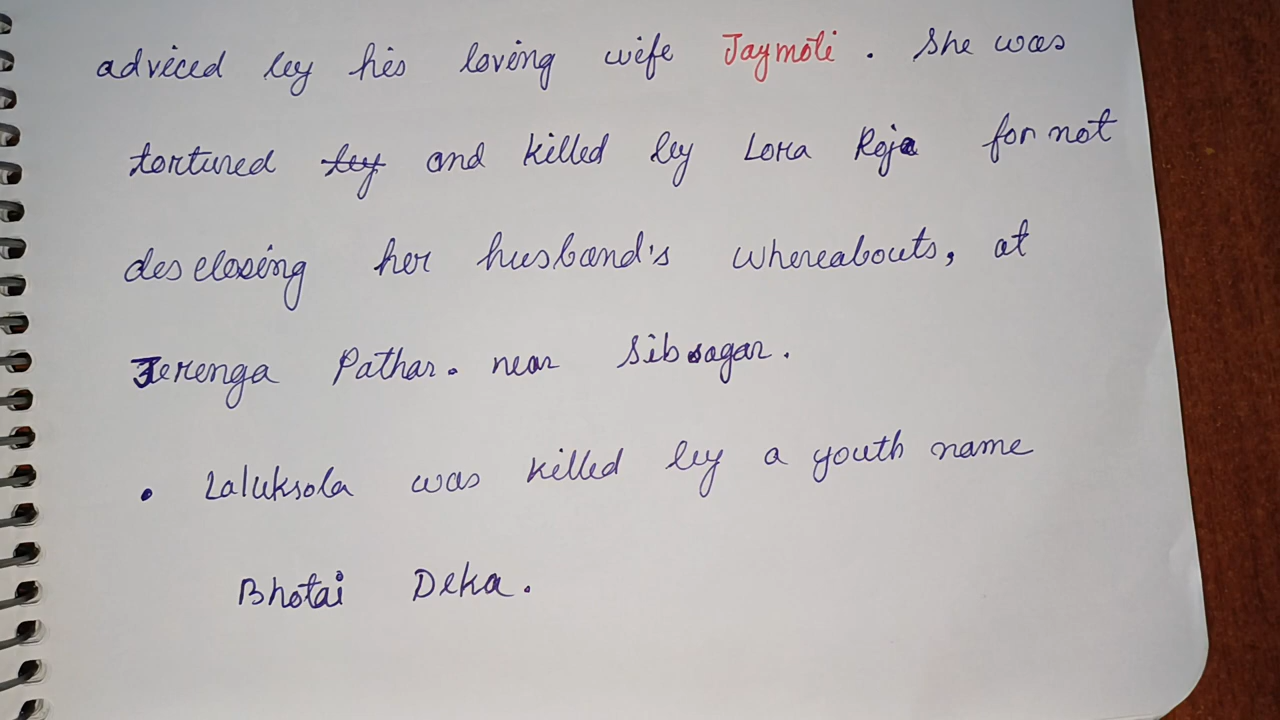 adviced by his loving wife Jaymoti. She was
tortured by and killed by Lora Roja for not
desclosing her husband's whereabouts, at
Jerenga Pathar. near Sibsagar.
• Laluksola was killed by a youth name
Bhotai Deka.